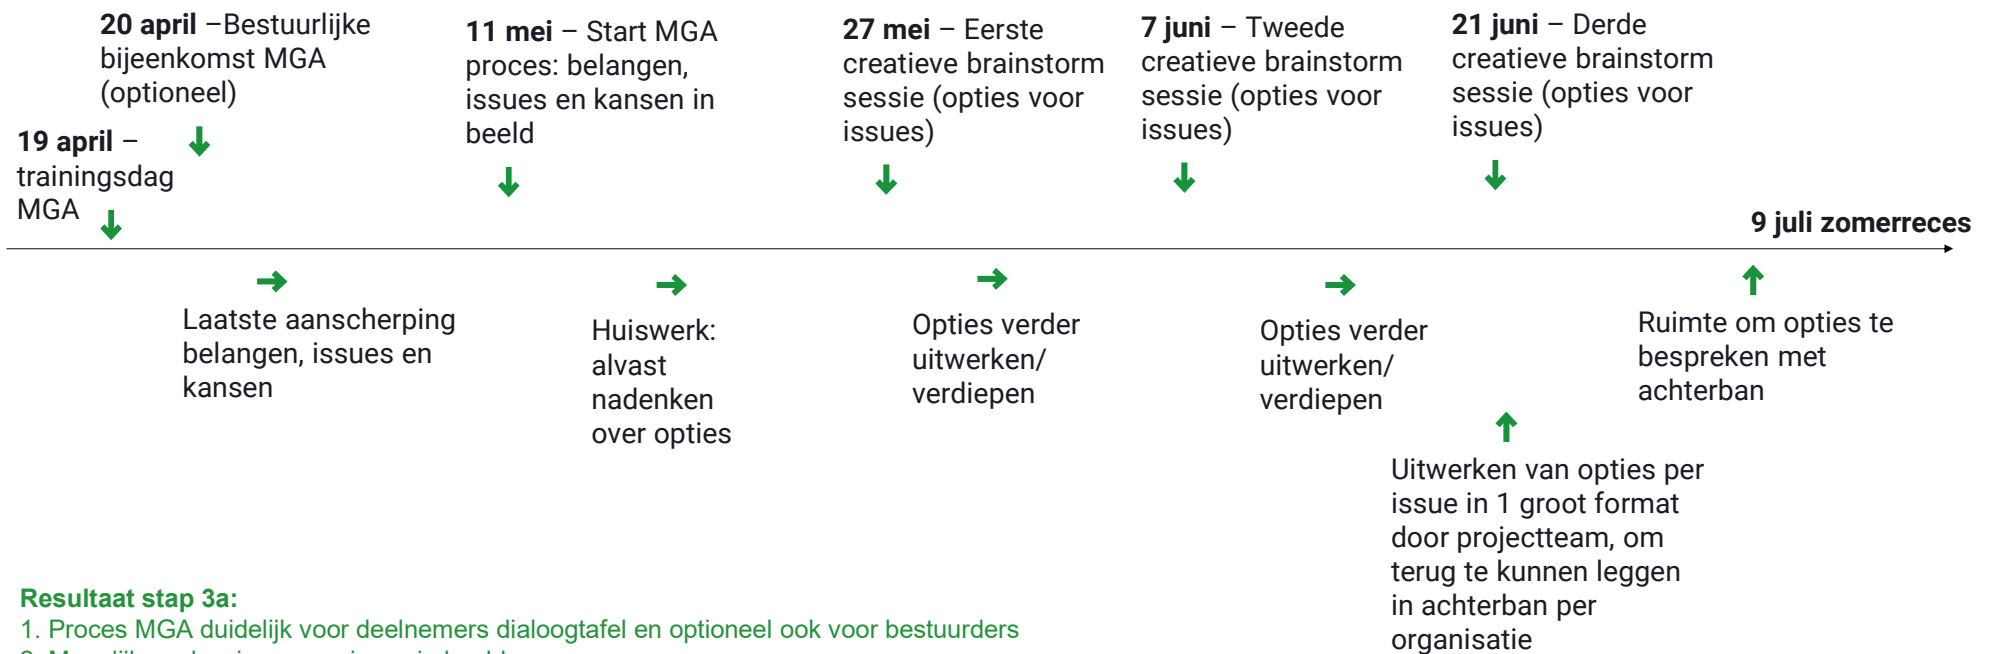 20 april –Bestuurlijke
bijeenkomst MGA
(optioneel)
19 april –
trainingsdag
MGA
11 mei – Start MGA
proces: belangen,
issues en kansen in
beeld
27 mei – Eerste
creatieve brainstorm
sessie (opties voor
issues)
7 juni – Tweede
creatieve brainstorm
sessie (opties voor
issues)
21 juni – Derde
creatieve brainstorm
sessie (opties voor
issues)
9 juli zomerreces
Laatste aanscherping
belangen, issues en
kansen
Huiswerk:
alvast
nadenken
over opties
Opties verder
uitwerken/
verdiepen
Opties verder
uitwerken/
verdiepen
Ruimte om opties te
bespreken met
achterban
Uitwerken van opties per
issue in 1 groot format
door projectteam, om
terug te kunnen leggen
in achterban per
organisatie
Resultaat stap 3a:
1. Proces MGA duidelijk voor deelnemers dialoogtafel en optioneel ook voor bestuurders